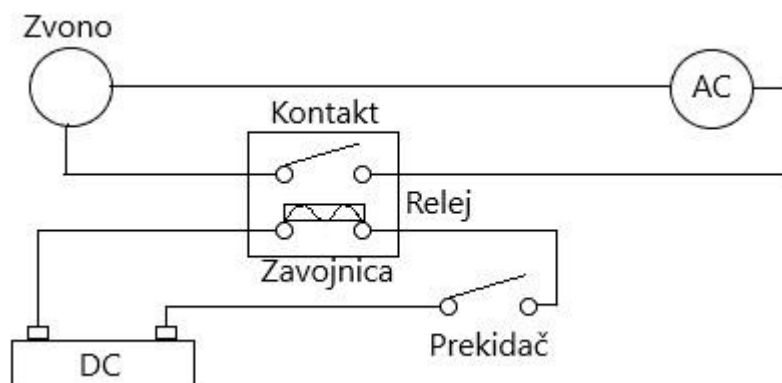 Zvono
AC
Kontakt
Relej
Zavojnica
Prekidač
DC